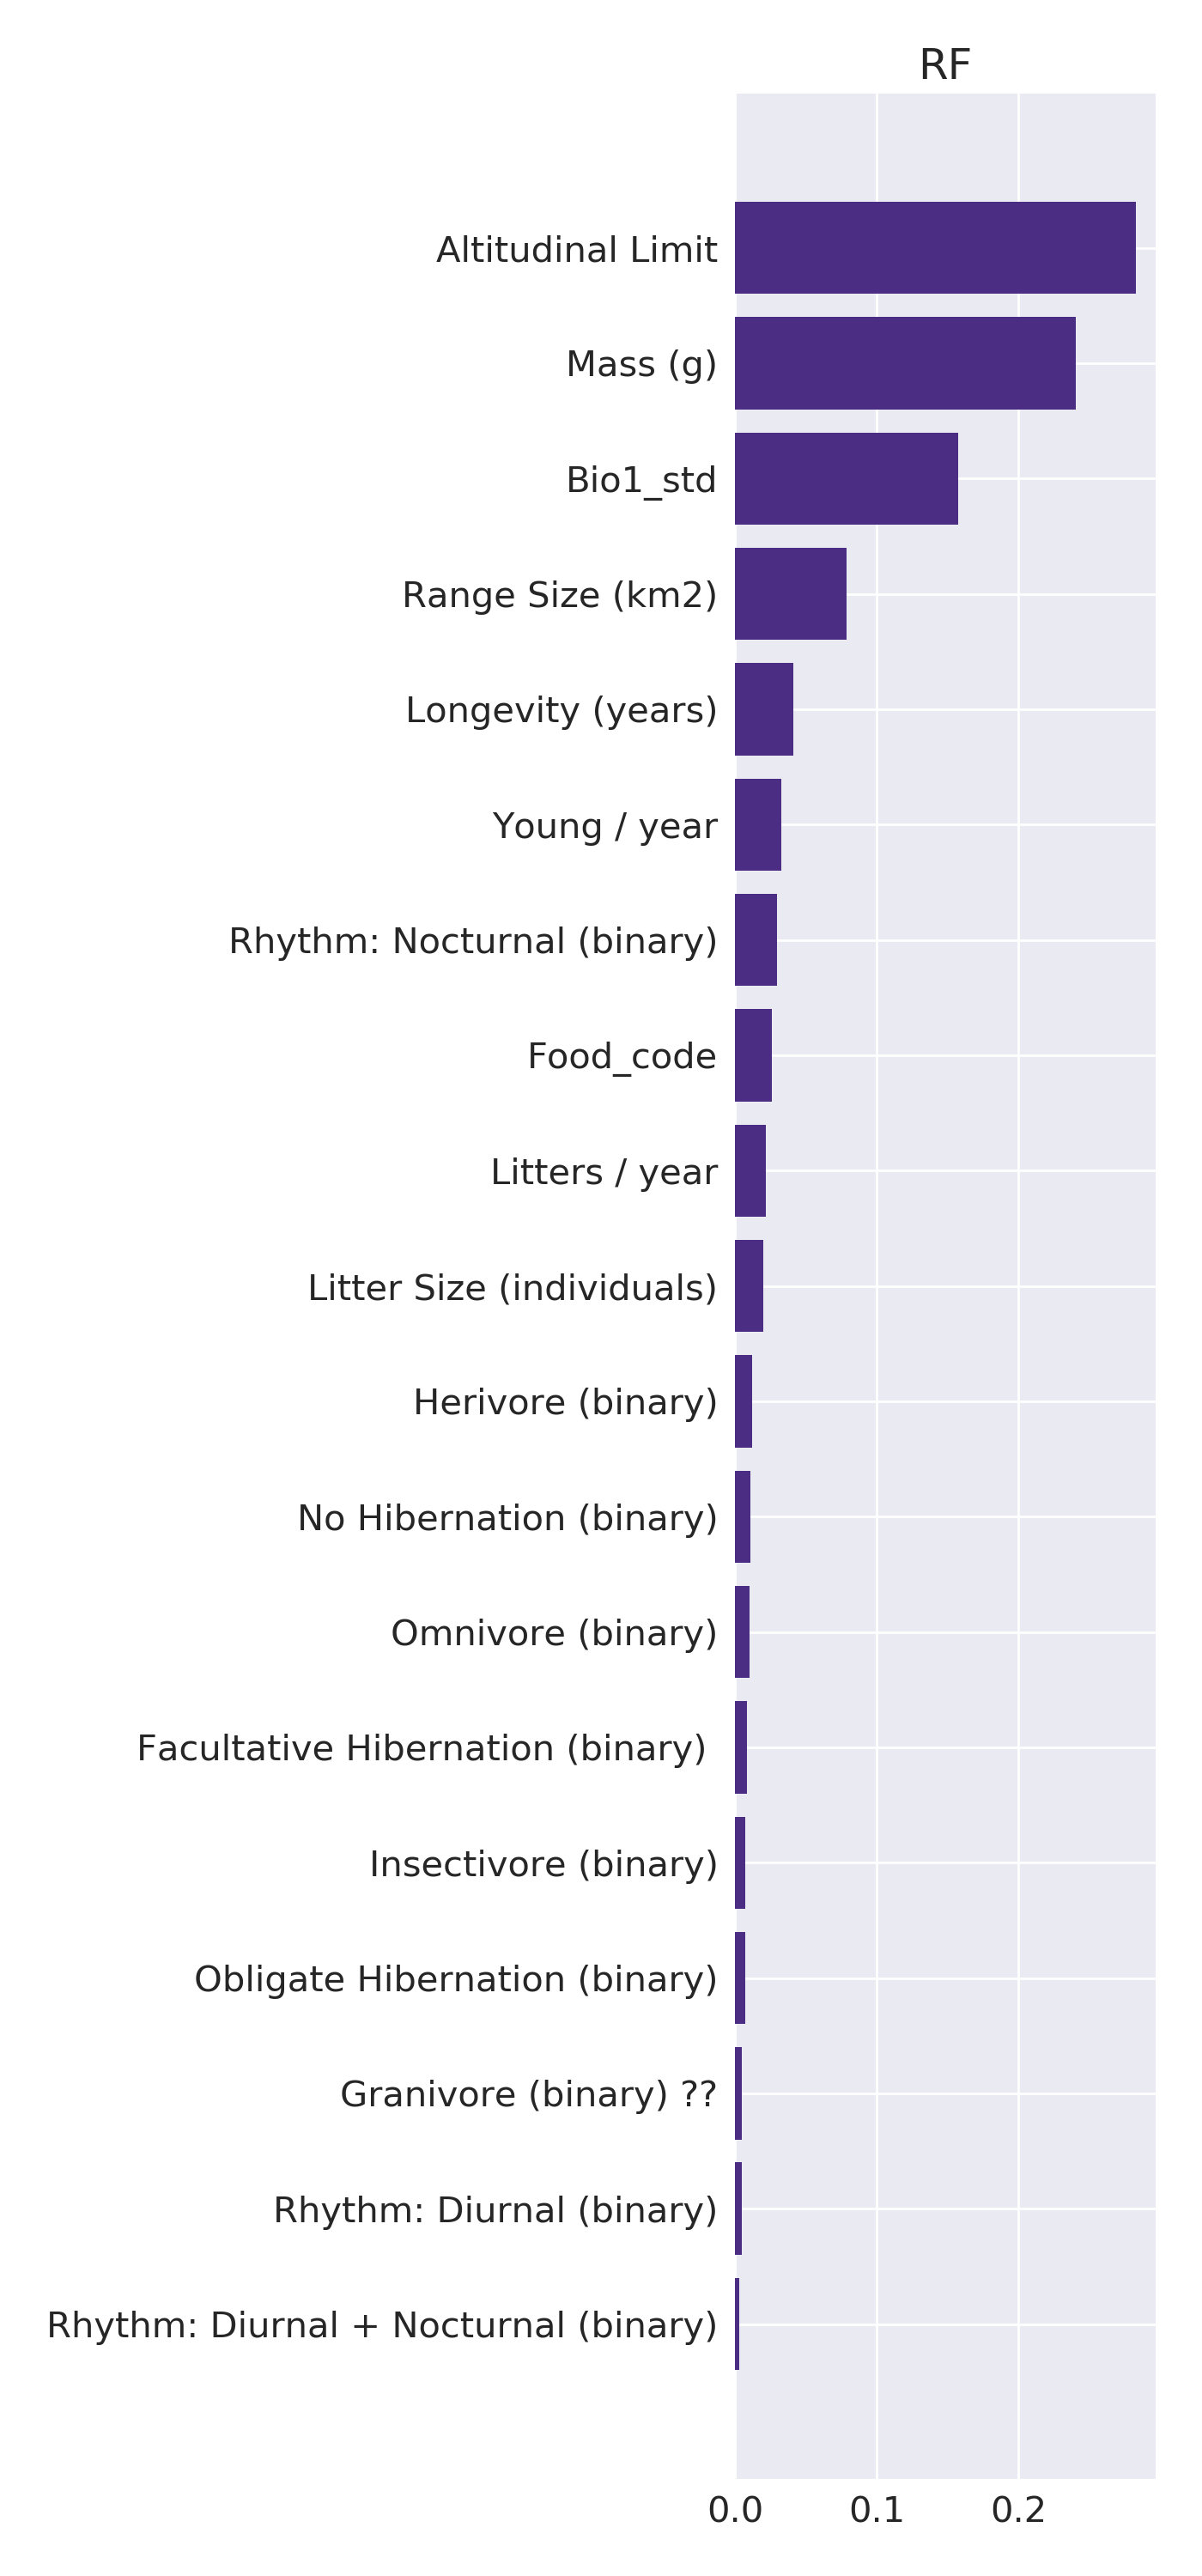 RF
Altitudinal Limit
Mass (g)
Bio1_std
Range Size (km2)
Longevity (years)
Young / year
Rhythm: Nocturnal (binary)
Food_code
Litters / year
Litter Size (individuals)
Herivore (binary)
No Hibernation (binary)
Omnivore (binary)
Facultative Hibernation (binary)
Insectivore (binary)
Obligate Hibernation (binary)
Granivore (binary) ??
Rhythm: Diurnal (binary)
Rhythm: Diurnal + Nocturnal (binary)
0.0 0.1 0.2